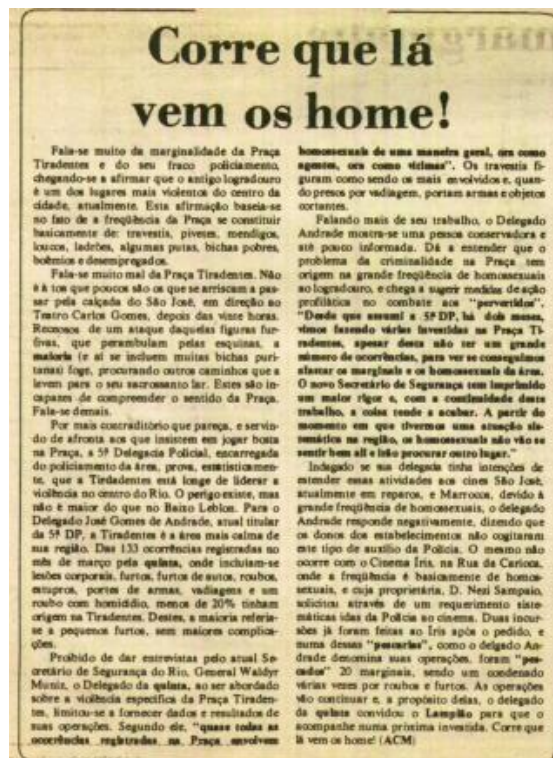 Corre que lá
vem os home!
Fala-se muito da marginalidade da Praça
Tiradentes e do seu fraco policiamento,
chegando-se a afirmar que o antigo logradouro
é um dos lugares mais violentos do centro da
cidade, atualmente. Esta afirmação baseia-se
no fato de a freqüência da Praça se constituir
basicamente de: travestis, pivetes, mendigos,
loucos, ladrões, algumas putas, bichas pobres,
boêmios e desempregados.
Fala-se muito mal da Praça Tiradentes. Não
é à toa que poucos são os que se arriscam a pas-
sar pela calçada do São José, em direção ao
Teatro Carlos Gomes, depois das vinte horas.
Receosos de um ataque daquelas figuras fur-
tivas, que perambulam pelas esquinas, a
maioria (e aí se incluem muitas bichas puri-
tanas) foge, procurando outros caminhos que a
levem para o seu sacrossanto lar. Estes são in-
capazes de compreender o sentido da Praça.
Fala-se demais.
Por mais contraditório que pareça, e servin-
do de afronta aos que insistem em jogar bosta
na Praça, a 5ª Delegacia Policial, encarregada
do policiamento da área, prova, estatisticamen-
te, que a Tiradentes está longe de liderar a
violência no centro do Rio. O perigo existe, mas
não é maior do que no Baixo Leblon. Para o
Delegado José Gomes de Andrade, atual titular
da 5ª DP, a Tiradentes é a área mais calma de
sua região. Das 133 ocorrências registradas no
mês de março pela quinta, onde incluíam-se
lesões corporais, furtos, furtos de autos, roubos,
estupros, portes de armas, vadiagens e um
roubo com homicídio, menos de 20% tinham
origem na Tiradentes. Destes, a maioria referia-
se a pequenos furtos, sem maiores complica-
ções.
Proibido de dar entrevistas pelo atual Se-
cretário de Segurança do Rio, General Waldyr
Muniz, o Delegado da quinta, ao ser abordado
sobre a violência específica da Praça Tiraden-
tes, limitou-se a fornecer dados e resultados de
suas operações. Segundo ele, "quase todas as
ocorrências registradas na Praça envolvem
homossexuais de uma maneira geral, ora como
agentes, ora como vítimas". Os travestis fi-
guram como sendo os mais envolvidos e, quan-
do presos por vadiagem, portam armas e objetos
cortantes.
Falando mais de seu trabalho, o Delegado
Andrade mostra-se uma pessoa conservadora e
até pouco informada. Dá a entender que o
problema da criminalidade na Praça tem
origem na grande freqüência de homossexuais
ao logradouro, e chega a sugerir medidas de ação
profilática no combate aos "pervertidos".
"Desde que assumi a 5ª DP, há dois meses,
vimos fazendo várias investidas na Praça Ti-
radentes, apesar desta não ter um grande
número de ocorrências, para ver se conseguimos
afastar os marginais e os homossexuais da área.
O novo Secretário de Segurança tem imprimido
um maior rigor e, com a continuidade deste
trabalho, a coisa tende a acabar. A partir do
momento em que tivermos uma atuação sis-
temática na região, os homossexuais não vão se
sentir bem ali e irão procurar outro lugar."
Indagado se sua delegada tinha intenções de
estender essas atividades aos cines São José,
atualmente em reparos, e Marrocos, devido à
grande freqüência de homossexuais, o delegado
Andrade responde negativamente, dizendo que
os donos dos estabelecimentos não cogitaram
este tipo de auxílio da Polícia. O mesmo não
ocorre com o Cinema Íris, na Rua da Carioca,
onde a freqüência é basicamente de homos-
sexuais, e cuja proprietária, D. Nezi Sampaio,
solicitou através de um requerimento siste-
máticas idas da Polícia ao cinema. Duas incur-
sões já foram feitas ao Íris após o pedido, e
numa dessas "pescarias", como o delgado An-
drade denomina suas operações, foram "pes-
cados" 20 marginais, sendo um condenado
várias vezes por roubos e furtos. As operações
vão continuar e, a propósito delas, o delegado
da quinta convidou o Lampião para que o
acompanhe numa próxima investida. Corre que
lá vem os home! (ACM)